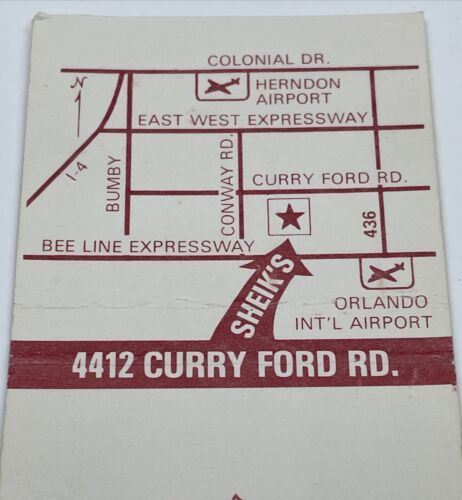 COLONIAL DR.
N
HERNDON
AIRPORT
EAST WEST EXPRESSWAY
I-4
BUMBY
CONWAY RD.
CURRY FORD RD.
436
BEE LINE EXPRESSWAY
SHEIK'S
ORLANDO
INT'L AIRPORT
4412 CURRY FORD RD.